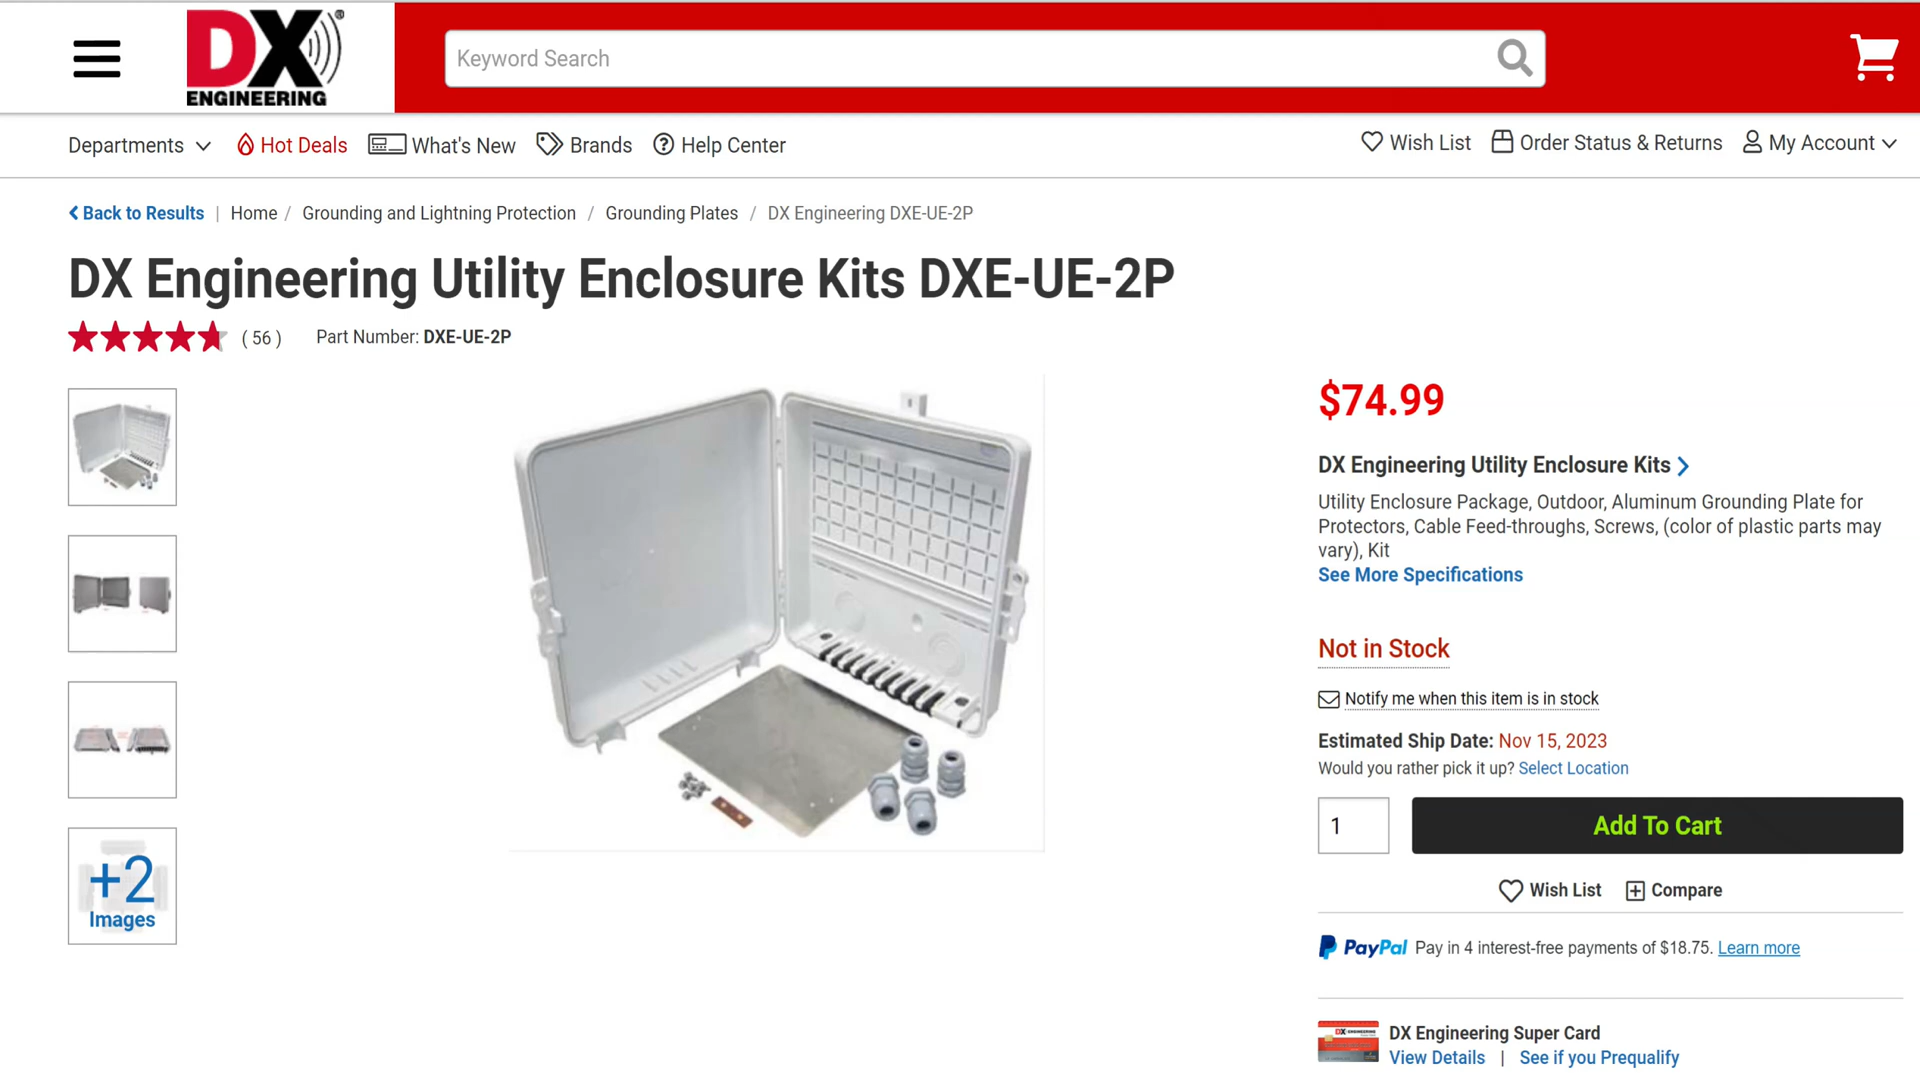 DX®
ENGINEERING
Keyword Search
Departments Hot Deals What's New Brands Help Center Wish List Order Status & Returns My Account
Back to Results | Home / Grounding and Lightning Protection / Grounding Plates / DX Engineering DXE-UE-2P
DX Engineering Utility Enclosure Kits DXE-UE-2P
( 56 ) Part Number: DXE-UE-2P
$74.99
DX Engineering Utility Enclosure Kits
Utility Enclosure Package, Outdoor, Aluminum Grounding Plate for
Protectors, Cable Feed-throughs, Screws, (color of plastic parts may
vary), Kit
See More Specifications
Not in Stock
Notify me when this item is in stock
Estimated Ship Date: Nov 15, 2023
Would you rather pick it up? Select Location
1 Add To Cart
Wish List Compare
+2
Images
PayPal Pay in 4 interest-free payments of $18.75. Learn more
DX Engineering Super Card
View Details | See if you Prequalify